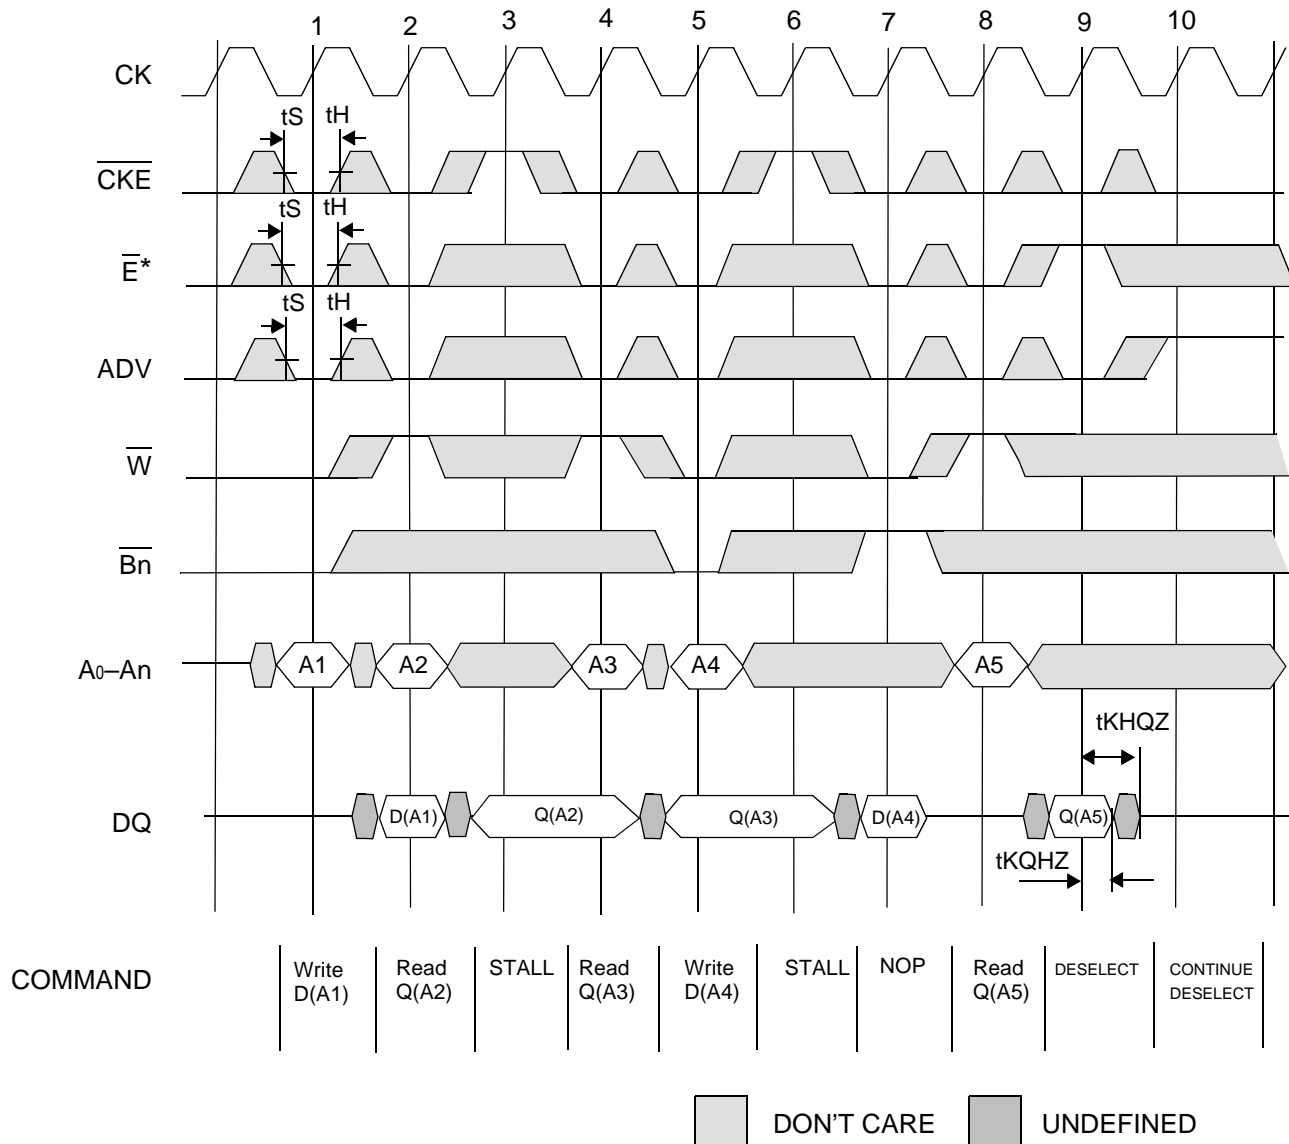 1 2 3 4 5 6 7 8 9 10
CK
tS tH
CKE
tS tH
E*
tS tH
ADV
W
Bn
A0–An A1 A2 A3 A4 A5
tKHQZ
DQ D(A1) Q(A2) Q(A3) D(A4) Q(A5)
tKQHZ
COMMAND
Write
D(A1)
Read
Q(A2)
STALL
Read
Q(A3)
Write
D(A4)
STALL
NOP
Read
Q(A5)
DESELECT
CONTINUE
DESELECT
DON'T CARE UNDEFINED